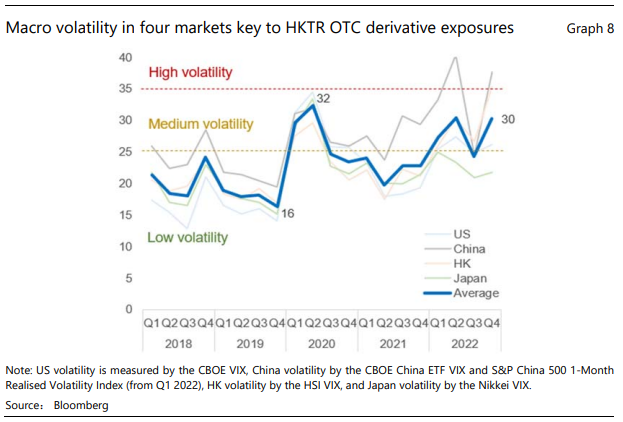 Macro volatility in four markets key to HKTR OTC derivative exposures Graph 8
40
High volatility
35
32
30
Medium volatility
30
25
20
16
15
Low volatility
10
US
China
5
HK
Japan
Average
0
Q1 Q2 Q3 Q4 Q1 Q2 Q3 Q4 Q1 Q2 Q3 Q4 Q1 Q2 Q3 Q4 Q1 Q2 Q3 Q4
2018 2019 2020 2021 2022
Note: US volatility is measured by the CBOE VIX, China volatility by the CBOE China ETF VIX and S&P China 500 1-Month
Realised Volatility Index (from Q1 2022), HK volatility by the HSI VIX, and Japan volatility by the Nikkei VIX.
Source： Bloomberg